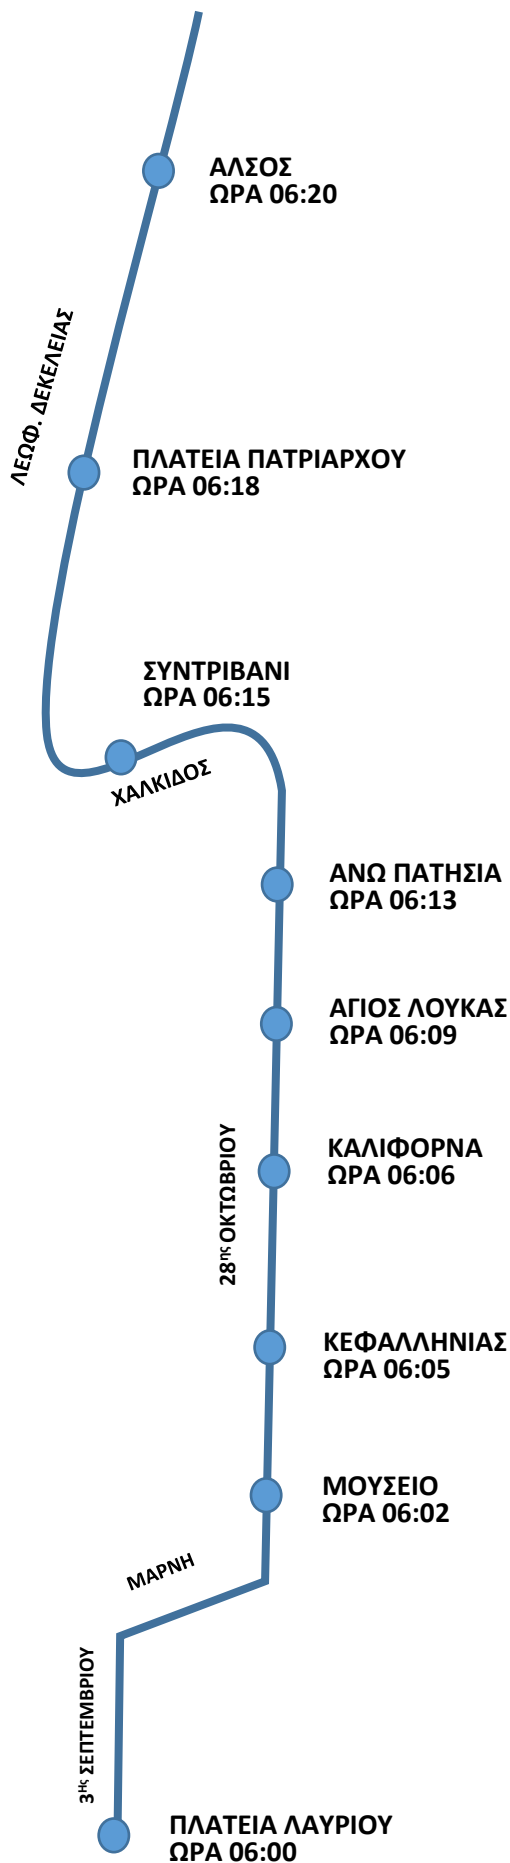 ΑΛΣΟΣ
ΩΡΑ 06:20
ΛΕΩΦ. ΔΕΚΕΛΕΙΑΣ
ΠΛΑΤΕΙΑ ΠΑΤΡΙΑΡΧΟΥ
ΩΡΑ 06:18
ΣΥΝΤΡΙΒΑΝΙ
ΩΡΑ 06:15
ΧΑΛΚΙΔΟΣ
ΑΝΩ ΠΑΤΗΣΙΑ
ΩΡΑ 06:13
ΑΓΙΟΣ ΛΟΥΚΑΣ
ΩΡΑ 06:09
28ης ΟΚΤΩΒΡΙΟΥ
ΚΑΛΙΦΟΡΝΑ
ΩΡΑ 06:06
ΚΕΦΑΛΛΗΝΙΑΣ
ΩΡΑ 06:05
ΜΟΥΣΕΙΟ
ΩΡΑ 06:02
ΜΑΡΝΗ
3Ης ΣΕΠΤΕΜΒΡΙΟΥ
ΠΛΑΤΕΙΑ ΛΑΥΡΙΟΥ
ΩΡΑ 06:00